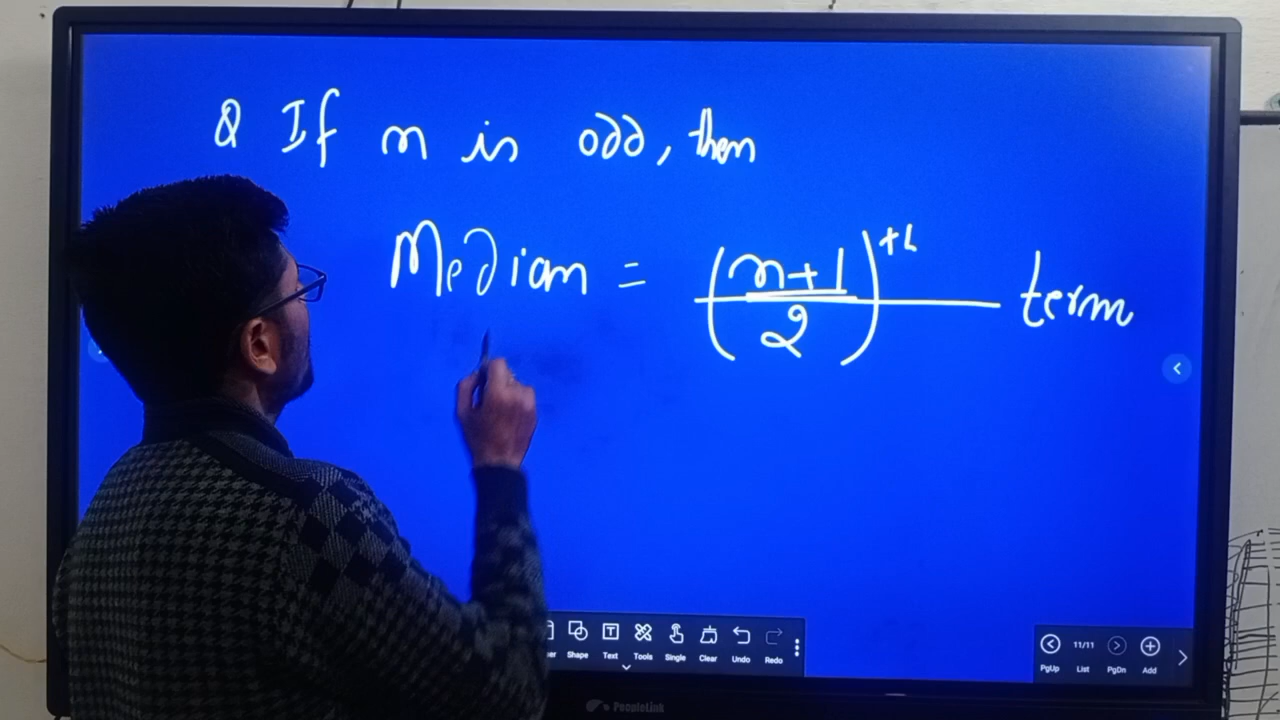 Q If n is odd, then
Median = (n+1/2)th term
Shape Text Tools Single Clear Undo Redo
11/11
PgUp List PgDn Add
PeopleLink